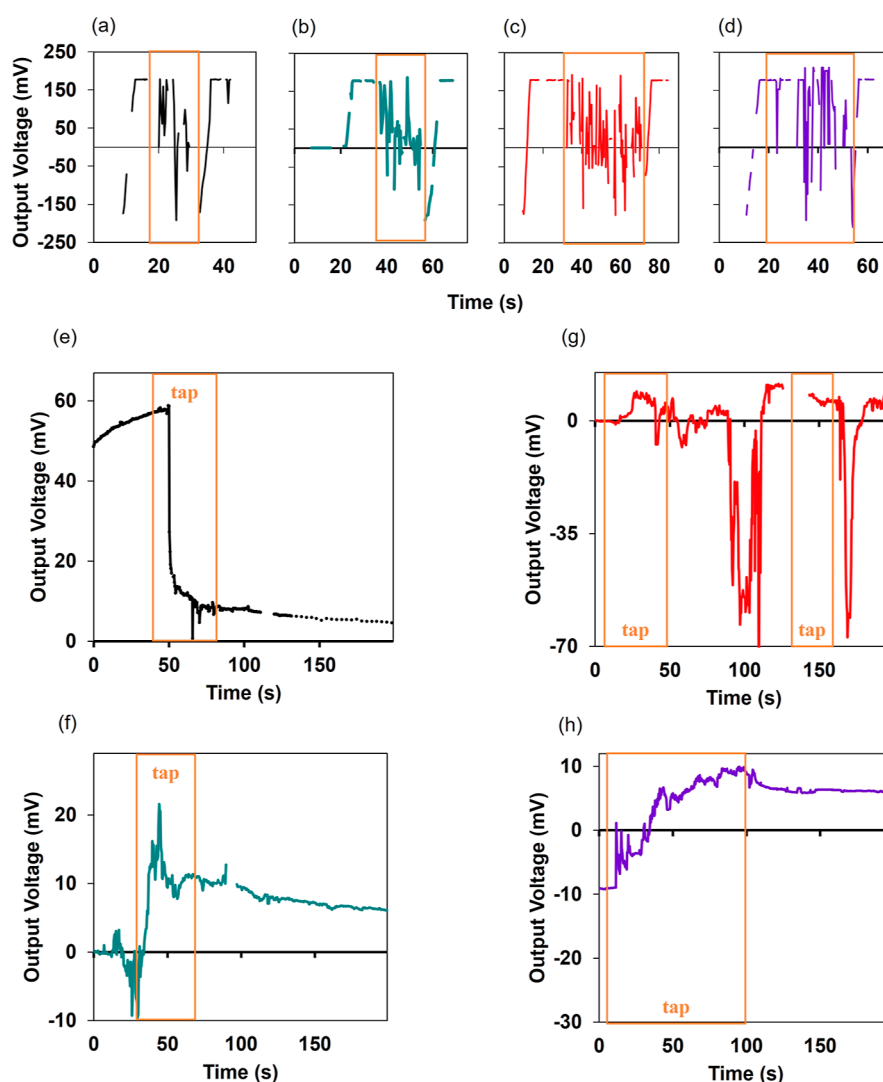 (a) (b) (c) (d)
Output Voltage (mV)
250
150
50
-50
-150
-250
0 20 40
0 20 40 60
0 20 40 60 80
0 20 40 60
Time (s)
(e)
Output Voltage (mV)
60
40
20
0
tap
0 50 100 150
Time (s)
(g)
Output Voltage (mV)
0
-35
-70
tap tap
0 50 100 150
Time (s)
(f)
Output Voltage (mV)
20
10
0
-10
tap
0 50 100 150
Time (s)
(h)
Output Voltage (mV)
10
0
-10
-20
-30
tap
0 50 100 150
Time (s)